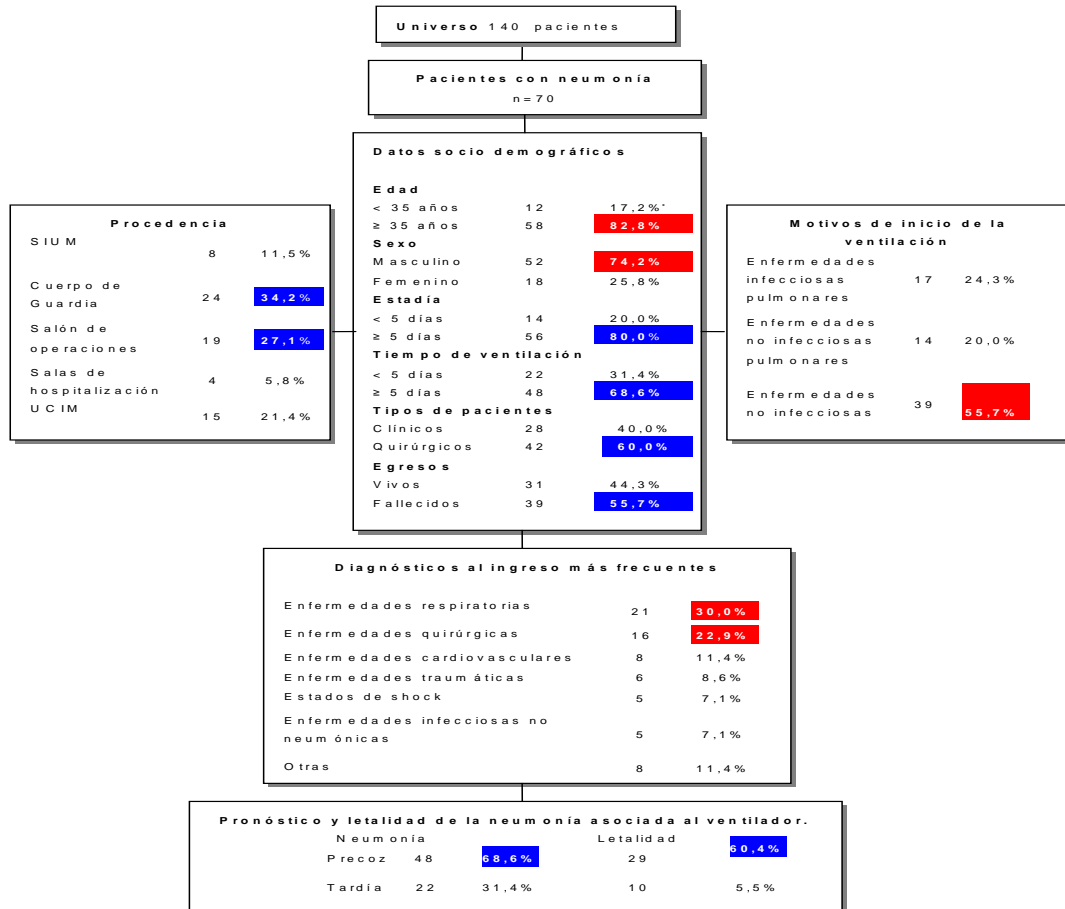 Universo 140 pacientes
Pacientes con neumonía
n=70
Datos socio demográficos
Edad
< 35 años 12 17,2%*
≥ 35 años 58 82,8%
Sexo
Masculino 52 74,2%
Femenino 18 25,8%
Estadía
< 5 días 14 20,0%
≥ 5 días 56 80,0%
Tiempo de ventilación
< 5 días 22 31,4%
≥ 5 días 48 68,6%
Tipos de pacientes
Clínicos 28 40,0%
Quirúrgicos 42 60,0%
Egresos
Vivos 31 44,3%
Fallecidos 39 55,7%
Procedencia
SIUM
8 11,5%
Cuerpo de
Guardia 24 34,2%
Salón de
operaciones 19 27,1%
Salas de
hospitalización 4 5,8%
UCIM
15 21,4%
Motivos de inicio de la
ventilación
Enfermedades
infecciosas 17 24,3%
pulmonares
Enfermedades
no infecciosas 14 20,0%
pulmonares
Enfermedades
no infecciosas 39 55,7%
Diagnósticos al ingreso más frecuentes
Enfermedades respiratorias 21 30,0%
Enfermedades quirúrgicas 16 22,9%
Enfermedades cardiovasculares 8 11,4%
Enfermedades traumáticas 6 8,6%
Estados de shock 5 7,1%
Enfermedades infecciosas no
neumónicas 5 7,1%
Otras 8 11,4%
Pronóstico y letalidad de la neumonía asociada al ventilador.
Neumonía Letalidad
Precoz 48 68,6% 29 60,4%
Tardía 22 31,4% 10 5,5%